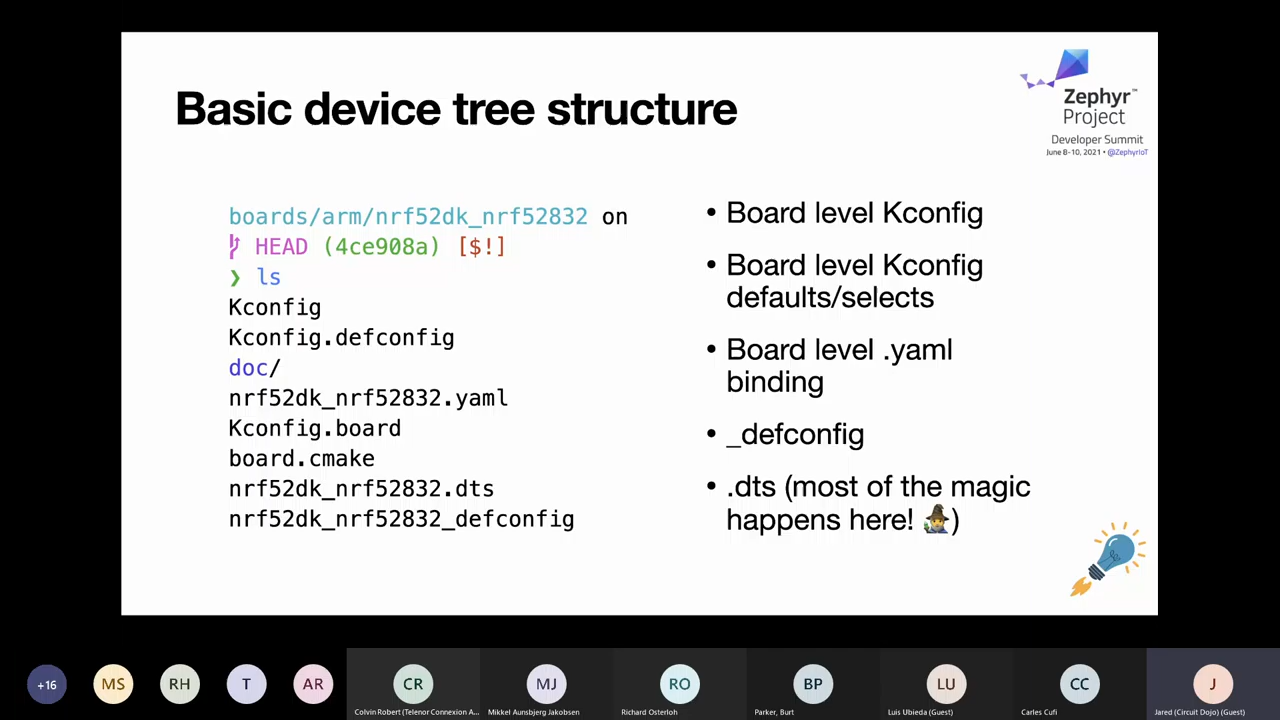 Basic device tree structure
Zephyr™
Project
Developer Summit
June 8-10, 2021 • @ZephyrIoT
boards/arm/nrf52dk_nrf52832 on
HEAD (4ce908a) [$!]
❯ ls
Kconfig
Kconfig.defconfig
doc/
nrf52dk_nrf52832.yaml
Kconfig.board
board.cmake
nrf52dk_nrf52832.dts
nrf52dk_nrf52832_defconfig
• Board level Kconfig
• Board level Kconfig
defaults/selects
• Board level .yaml
binding
• _defconfig
• .dts (most of the magic
happens here! 🧙)
+16
MS
RH
T
AR
CR
Colvin Robert (Telenor Connexion A...
MJ
Mikkel Aunsbjerg Jakobsen
RO
Richard Osterloh
BP
Parker, Burt
LU
Luis Ubieda (Guest)
CC
Carles Cufi
J
Jared (Circuit Dojo) (Guest)